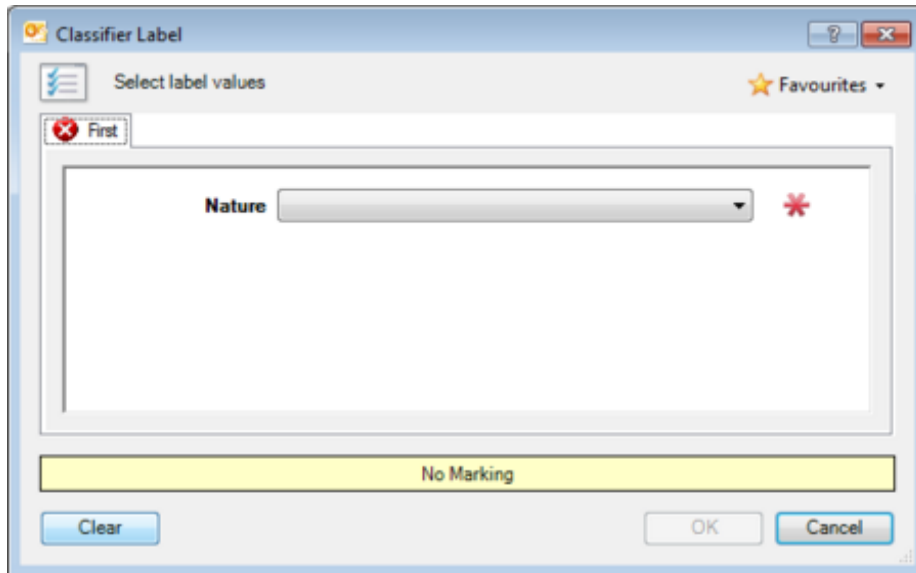 Classifier Label
Select label values
Favourites
First
Nature
No Marking
Clear
OK
Cancel